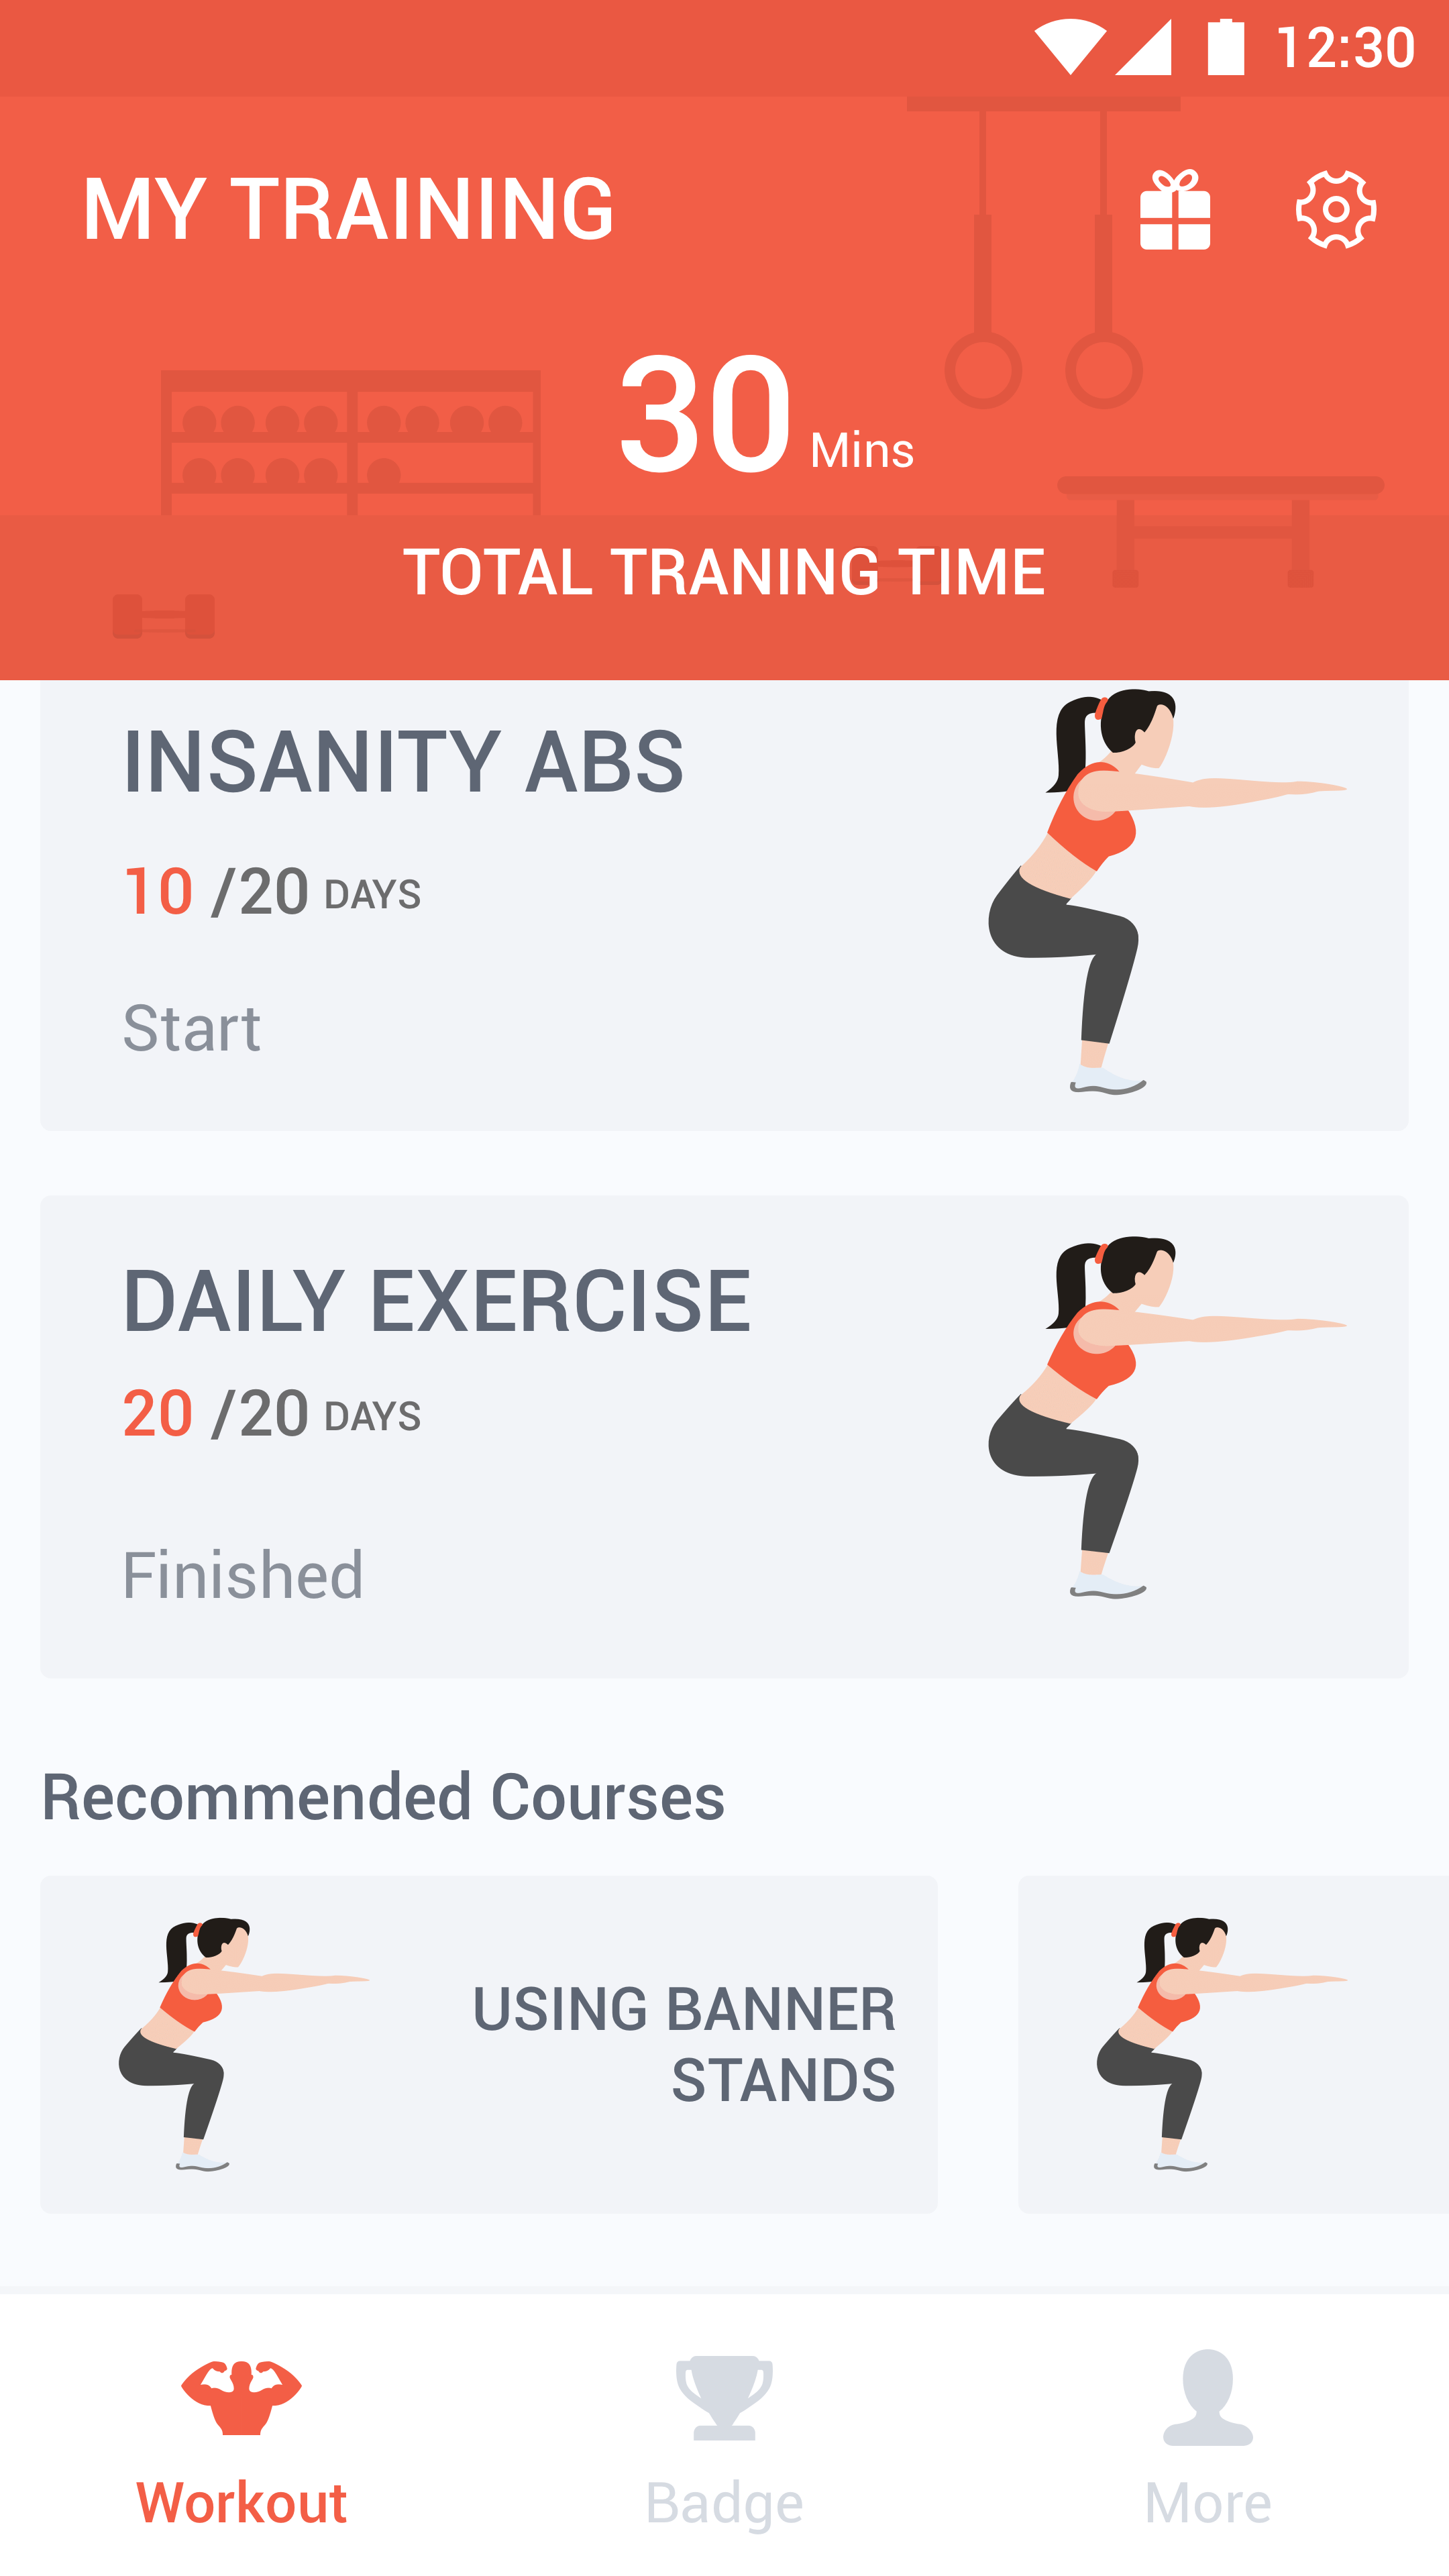 12:30
MY TRAINING
30 Mins
TOTAL TRANING TIME
INSANITY ABS
10 /20 DAYS
Start
DAILY EXERCISE
20 /20 DAYS
Finished
Recommended Courses
USING BANNER
STANDS
Workout
Badge
More